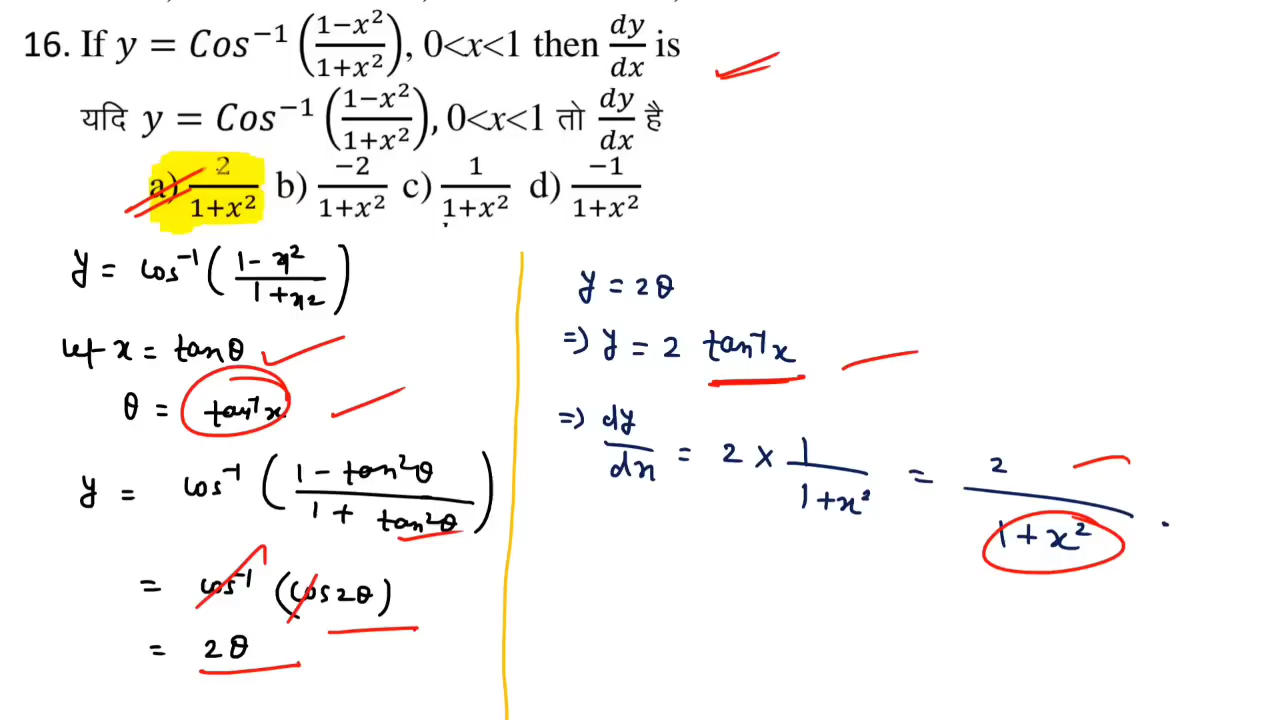 16. If y = Cos⁻¹ ((1−x²)/(1+x²)), 0<x<1 then dy/dx is
यदि y = Cos⁻¹ ((1−x²)/(1+x²)), 0<x<1 तो dy/dx है
a) 2/(1+x²) b) −2/(1+x²) c) 1/(1+x²) d) −1/(1+x²)
y = cos⁻¹ ((1 − x²)/(1 + x²))
let x = tanθ
θ = tan⁻¹x
y = cos⁻¹ ((1 − tan²θ)/(1 + tan²θ))
= cos⁻¹ (cos2θ)
= 2θ
y = 2θ
⇒ y = 2 tan⁻¹x
⇒ dy/dx = 2 × 1/(1+x²) = 2/(1+x²).